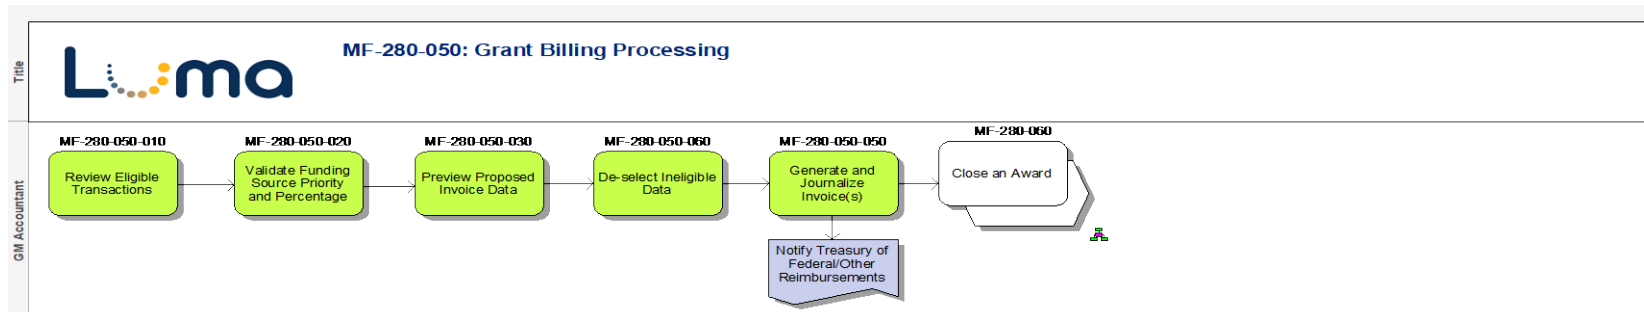 Title
Luma
MF-280-050: Grant Billing Processing
GM Accountant
MF-280-050-010
Review Eligible
Transactions
MF-280-050-020
Validate Funding
Source Priority
and Percentage
MF-280-050-030
Preview Proposed
Invoice Data
MF-280-050-060
De-select Ineligible
Data
MF-280-050-050
Generate and
Journalize
Invoice(s)
MF-280-060
Close an Award
Notify Treasury of
Federal/Other
Reimbursements